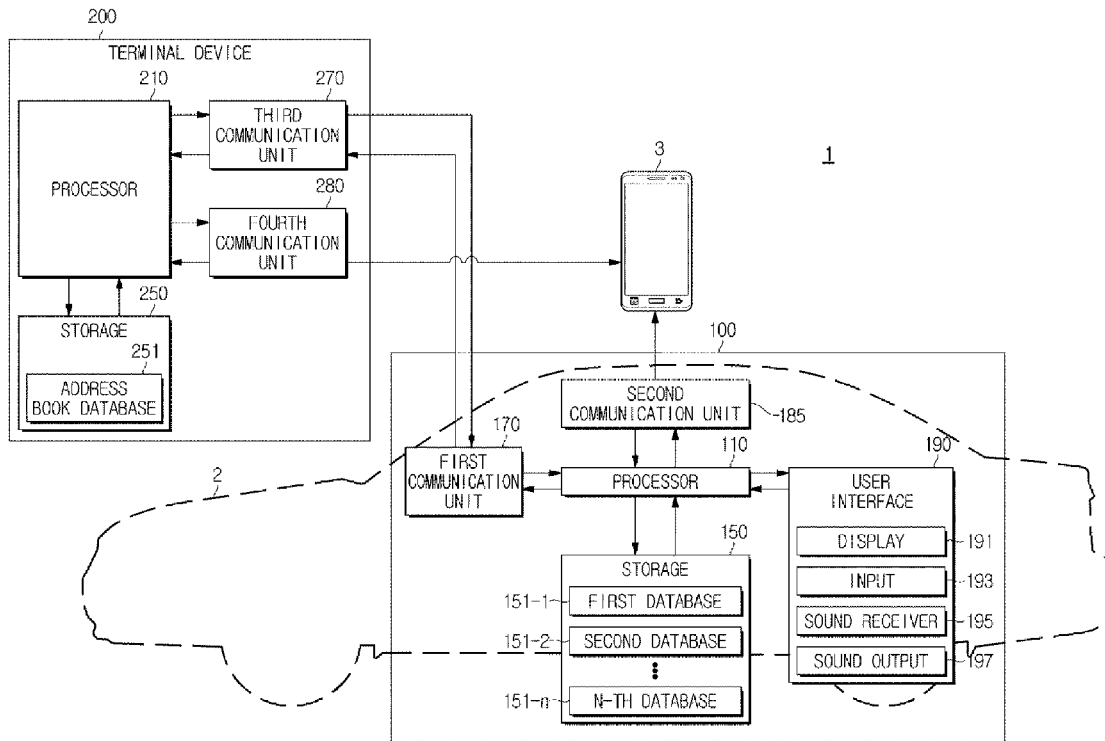 200
TERMINAL DEVICE
210
270
PROCESSOR
THIRD
COMMUNICATION
UNIT
280
FOURTH
COMMUNICATION
UNIT
250
STORAGE
251
ADDRESS
BOOK DATABASE
3
1
100
2
170
FIRST
COMMUNICATION
UNIT
SECOND
COMMUNICATION UNIT
185
110
PROCESSOR
190
USER
INTERFACE
DISPLAY
191
INPUT
193
SOUND RECEIVER
195
SOUND OUTPUT
197
150
STORAGE
151-1
FIRST DATABASE
151-2
SECOND DATABASE
151-n
N-TH DATABASE